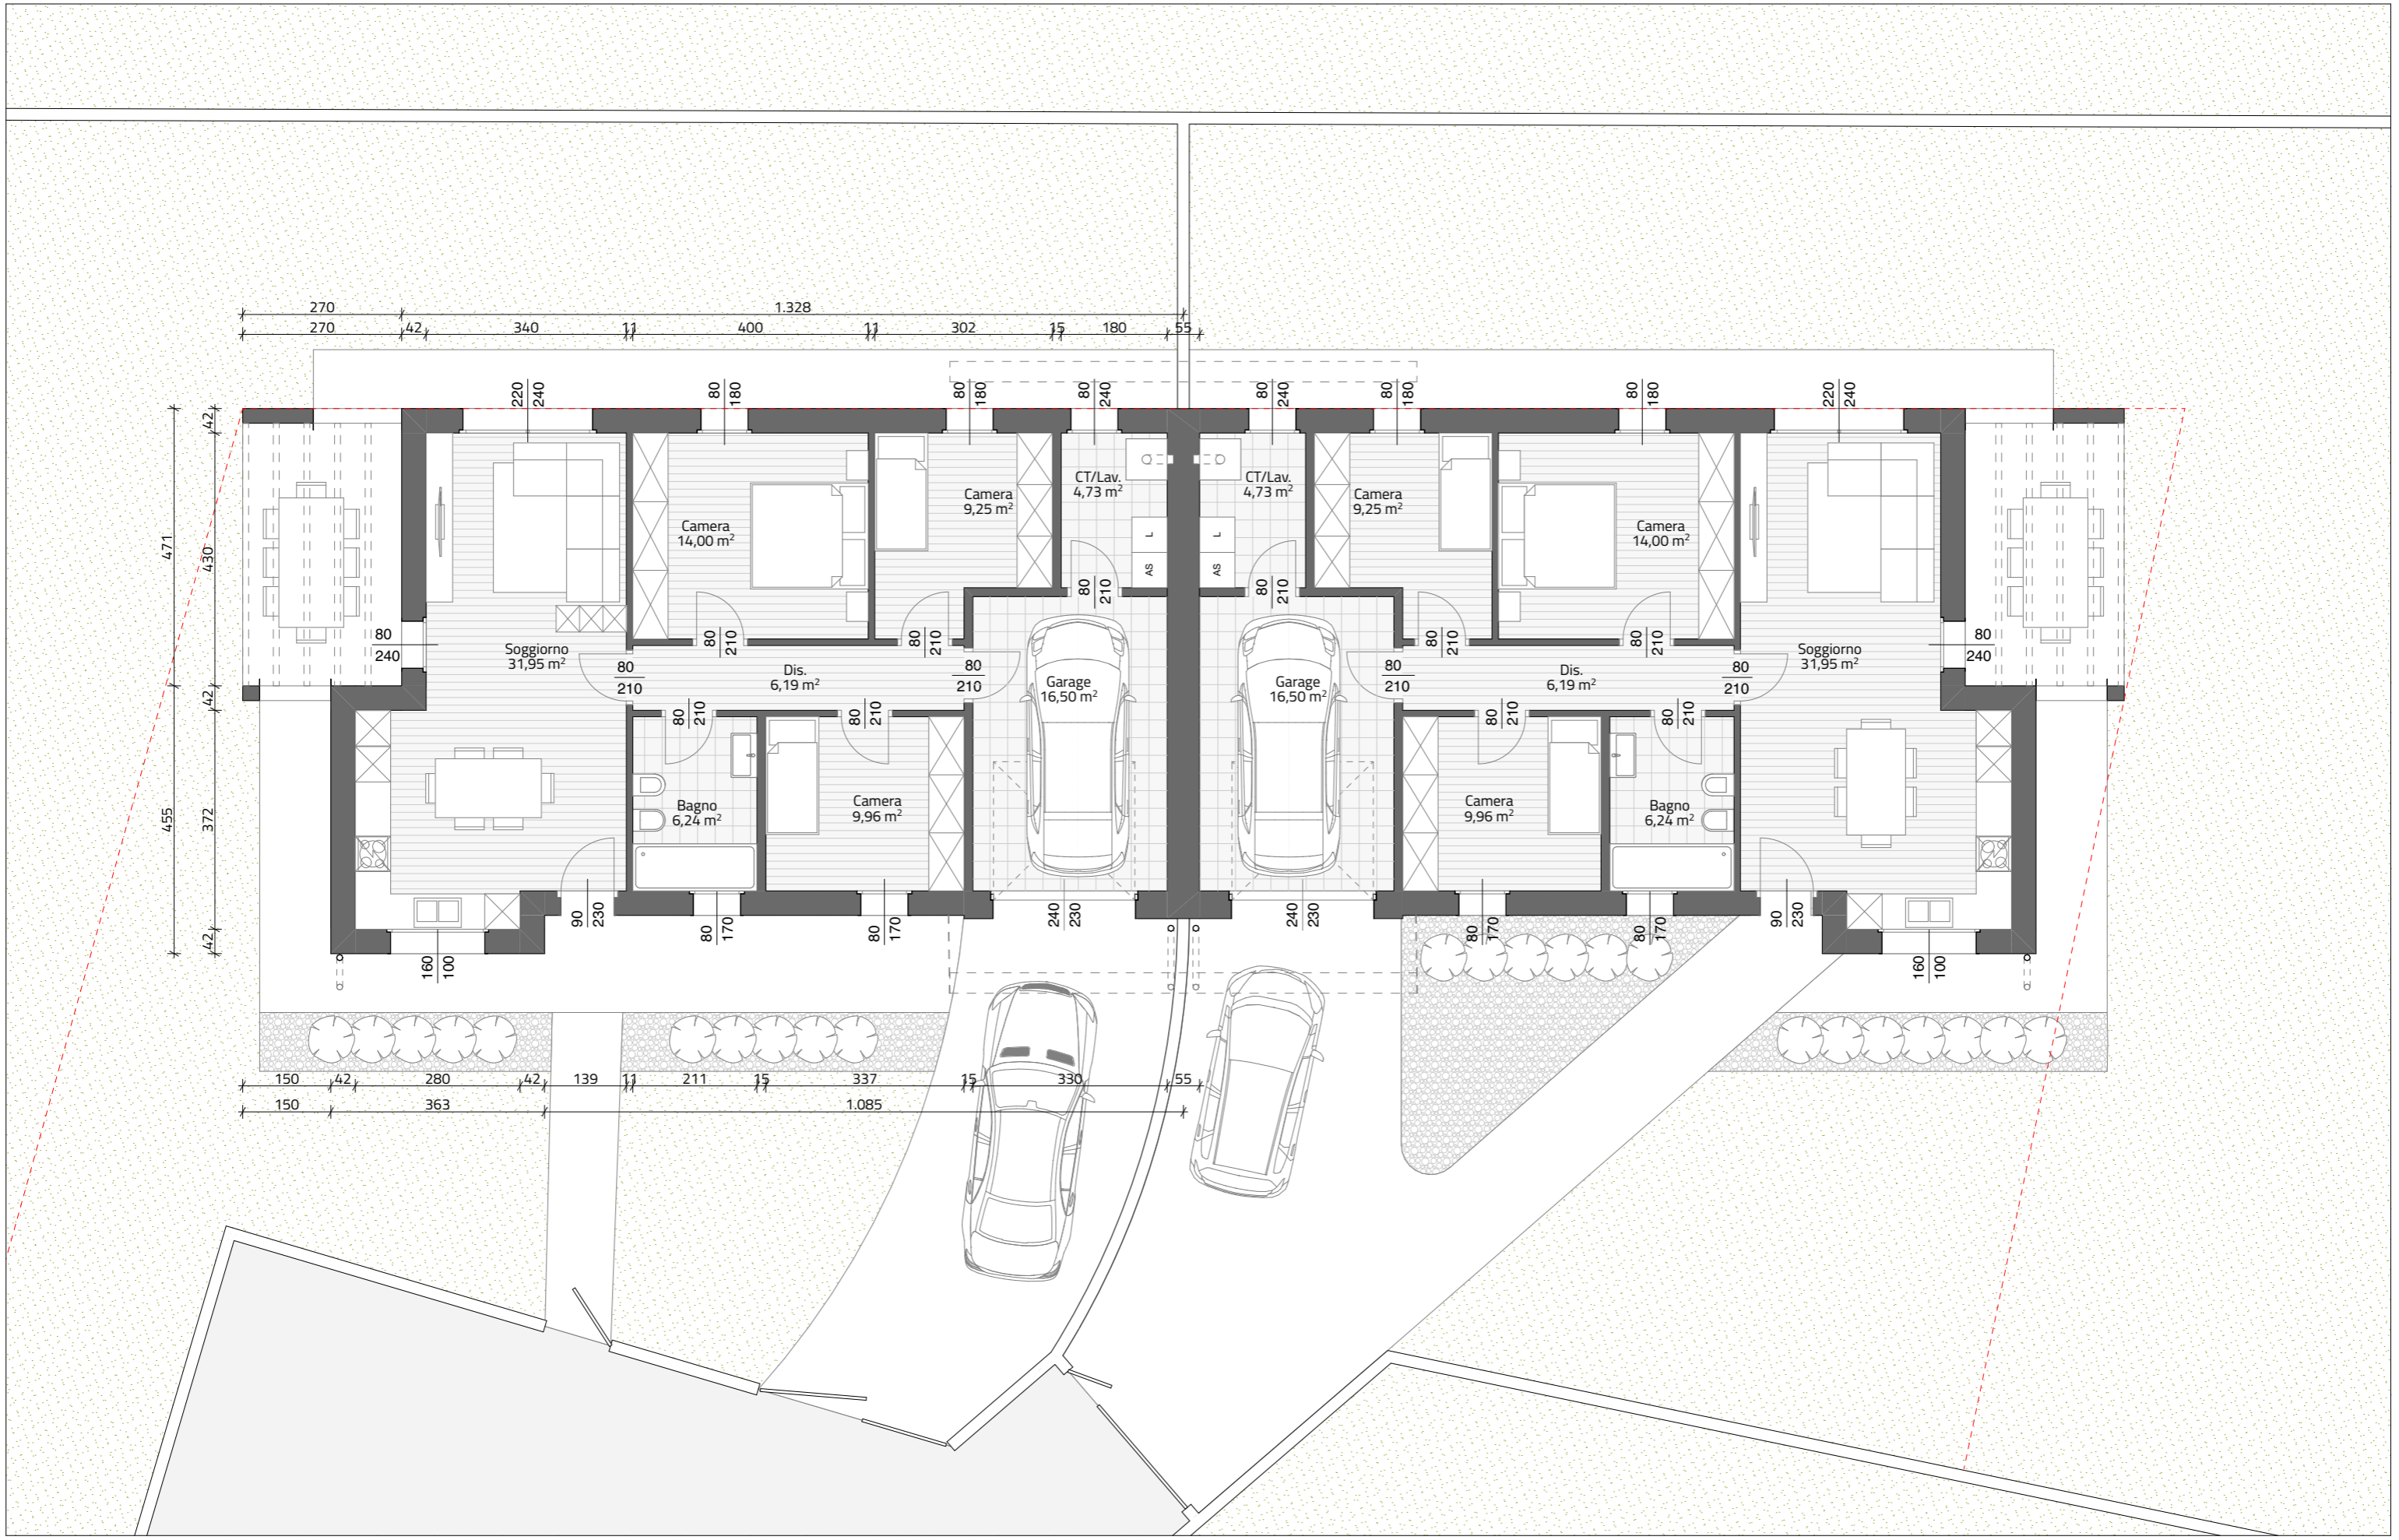 270 1.328
270 42 340 11 400 11 302 15 180 55
220 240
80 180
80 180
80 240
80 240
80 180
80 180
220 240
42
471
430
42
455
372
42
CT/Lav.
4,73 m²
CT/Lav.
4,73 m²
Camera
9,25 m²
Camera
9,25 m²
Camera
14,00 m²
Camera
14,00 m²
L
AS
L
AS
80
210
80
210
80
240
Soggiorno
31,95 m²
80
210
80
210
80
210
Dis.
6,19 m²
80
210
Garage
16,50 m²
Garage
16,50 m²
80
210
80
210
Dis.
6,19 m²
80
210
80
210
Soggiorno
31,95 m²
80
240
80
210
80
210
80
210
80
210
Bagno
6,24 m²
Camera
9,96 m²
Camera
9,96 m²
Bagno
6,24 m²
160
100
90
230
80
170
80
170
240
230
240
230
80
170
80
170
90
230
160
100
150 42 280 42 139 11 211 15 337 15 330 55
150 363 1.085